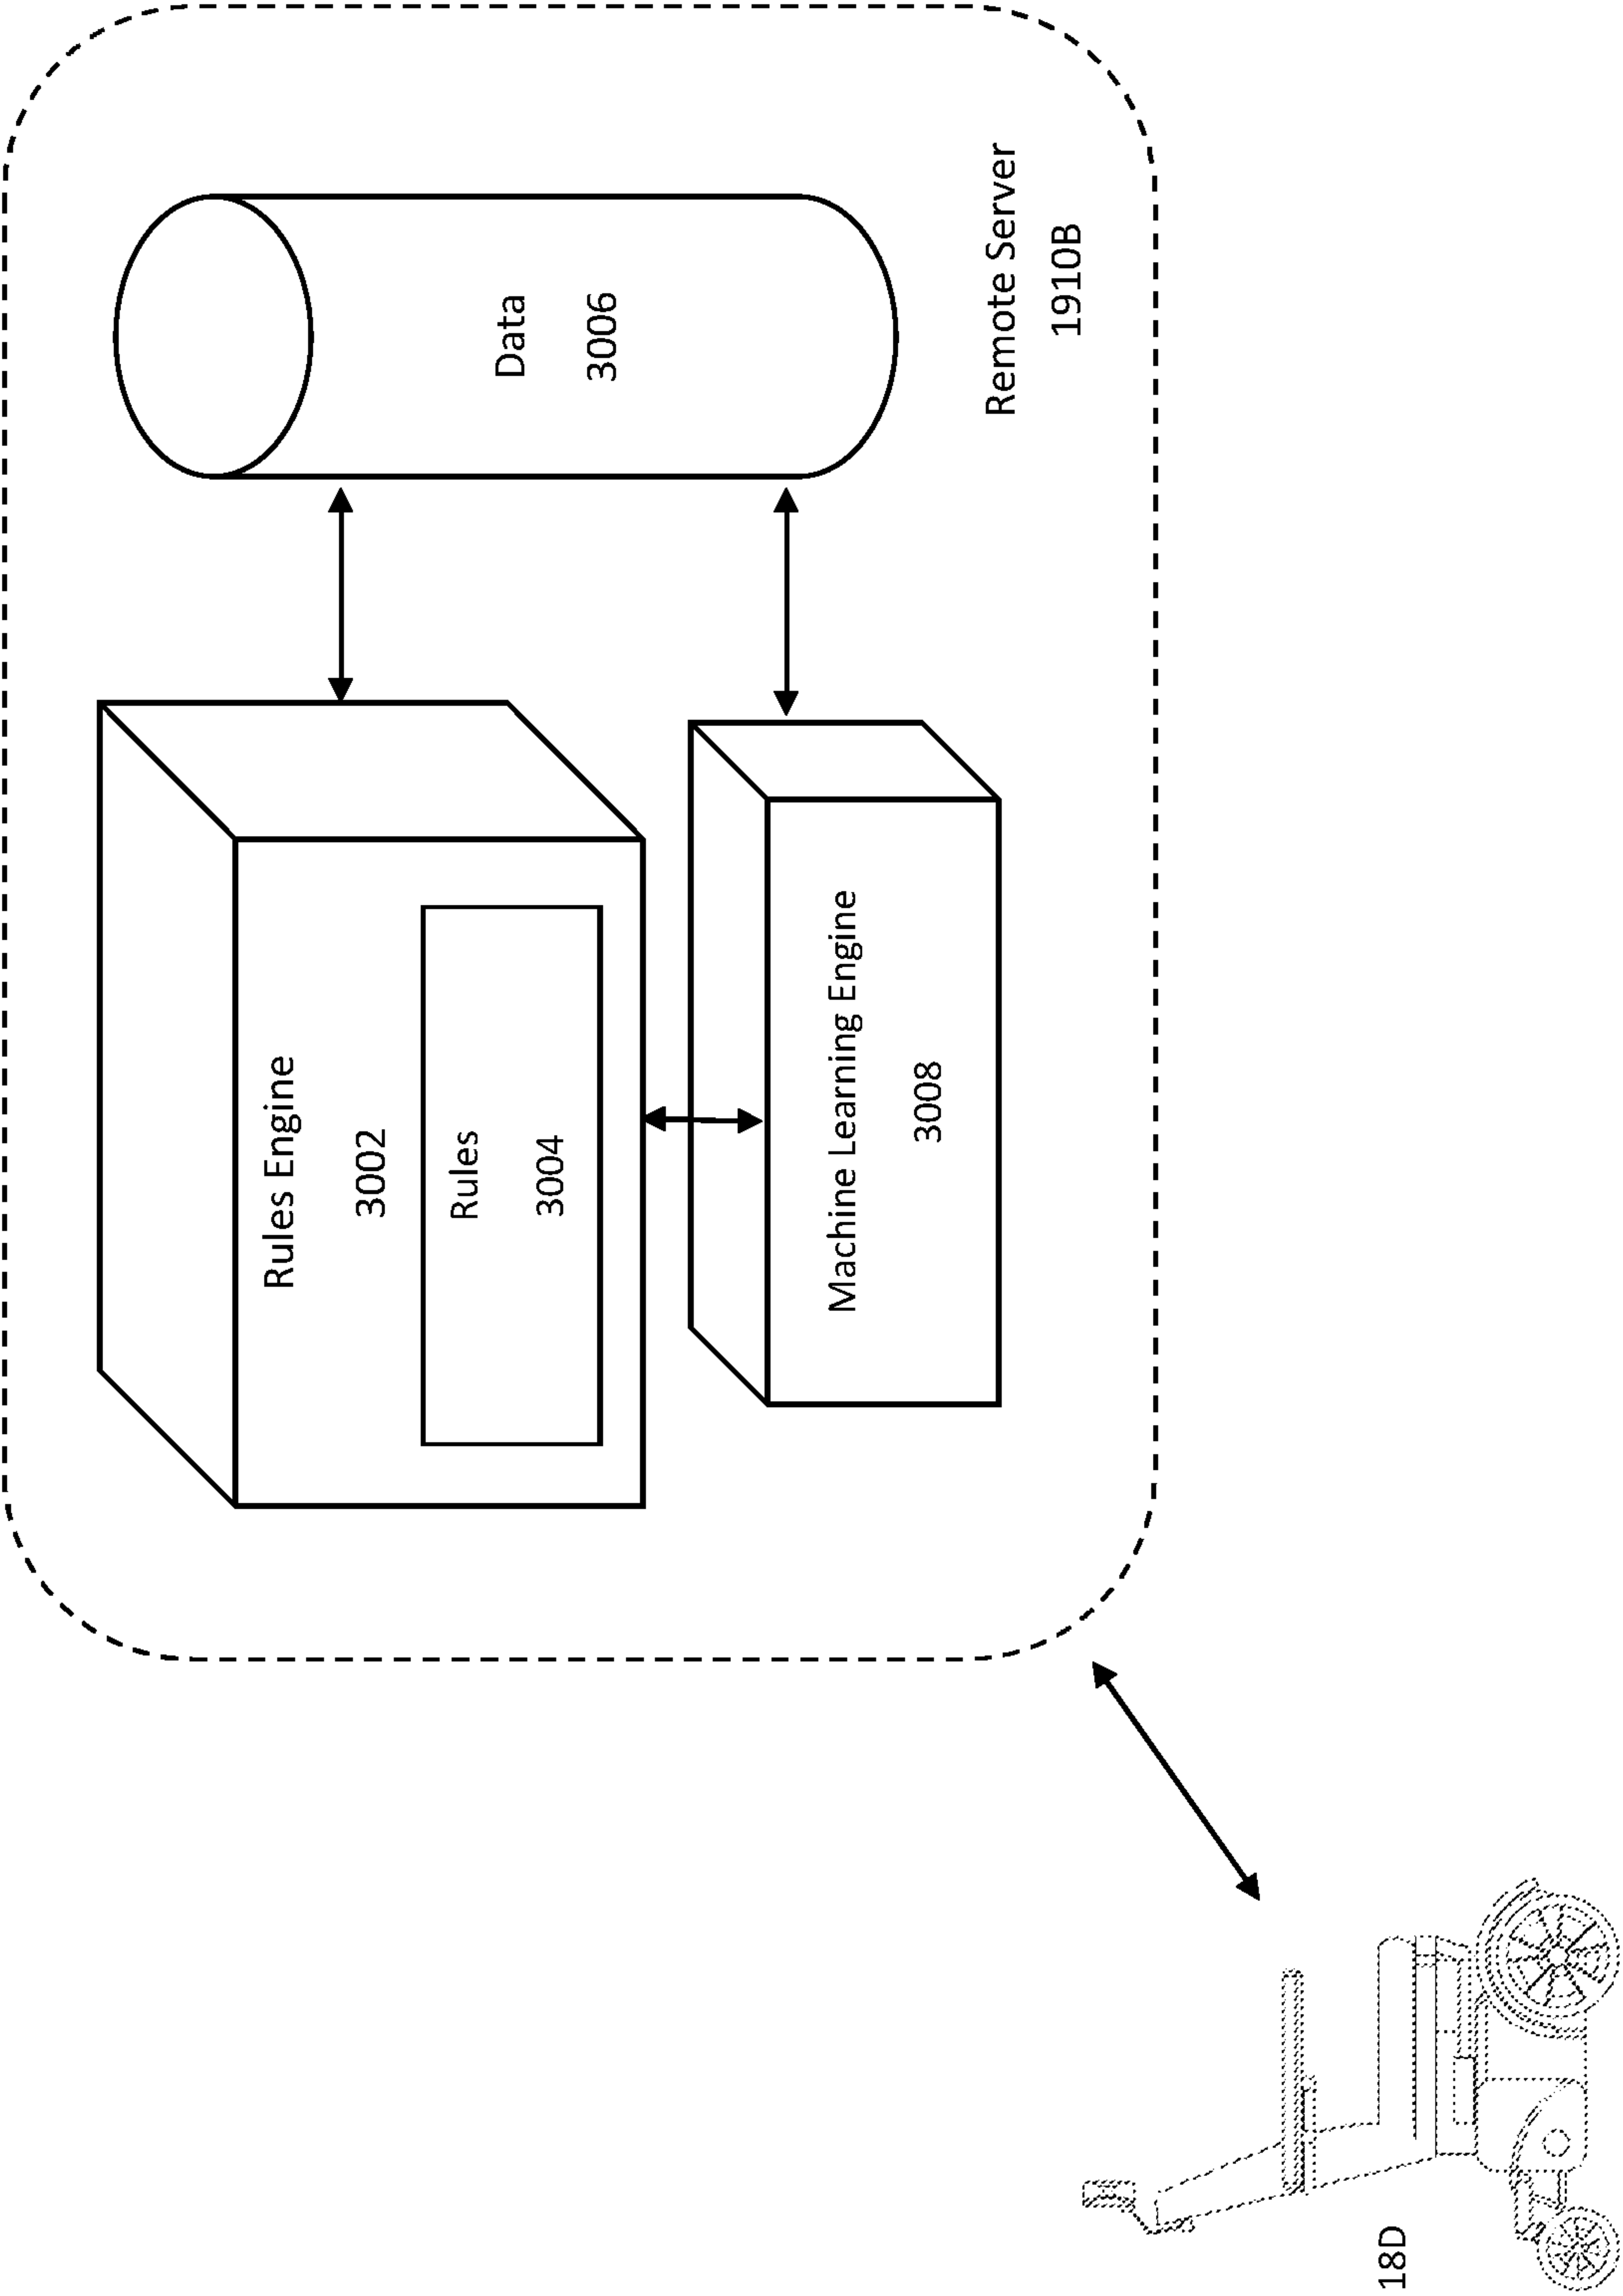 Rules Engine
3002
Rules
3004
Machine Learning Engine
3008
Data
3006
Remote Server
1910B
18D